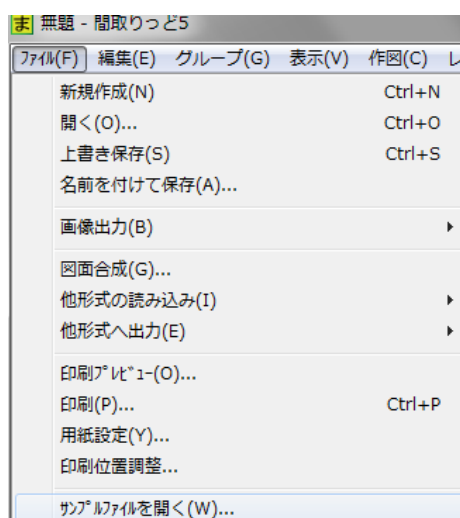 ま 無題 - 間取りっど5
ﾌｧｲﾙ(F) 編集(E) グループ(G) 表示(V) 作図(C) レ
新規作成(N) Ctrl+N
開く(O)... Ctrl+O
上書き保存(S) Ctrl+S
名前を付けて保存(A)...
画像出力(B)
図面合成(G)...
他形式の読み込み(I)
他形式へ出力(E)
印刷ﾌﾟﾚﾋﾞｭｰ(O)...
印刷(P)... Ctrl+P
用紙設定(Y)...
印刷位置調整...
ｻﾝﾌﾟﾙﾌｧｲﾙを開く(W)...